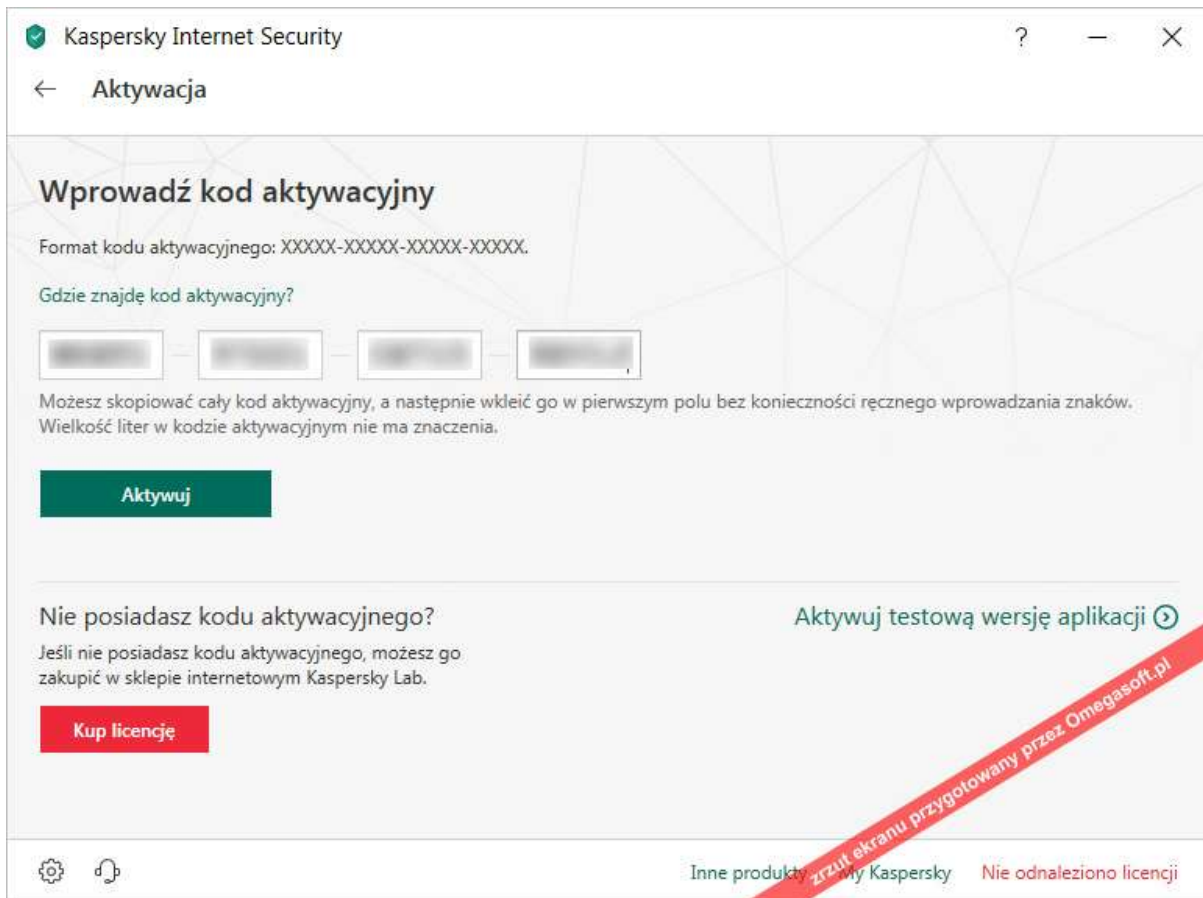 Kaspersky Internet Security
?
Aktywacja
Wprowadź kod aktywacyjny
Format kodu aktywacyjnego: XXXXX-XXXXX-XXXXX-XXXXX.
Gdzie znajdę kod aktywacyjny?
Możesz skopiować cały kod aktywacyjny, a następnie wkleić go w pierwszym polu bez konieczności ręcznego wprowadzania znaków.
Wielkość liter w kodzie aktywacyjnym nie ma znaczenia.
Aktywuj
Nie posiadasz kodu aktywacyjnego?
Aktywuj testową wersję aplikacji
Jeśli nie posiadasz kodu aktywacyjnego, możesz go
zakupić w sklepie internetowym Kaspersky Lab.
Kup licencję
zrzut ekranu przygotowany przez Omegasoft.pl
Inne produkty
My Kaspersky
Nie odnaleziono licencji